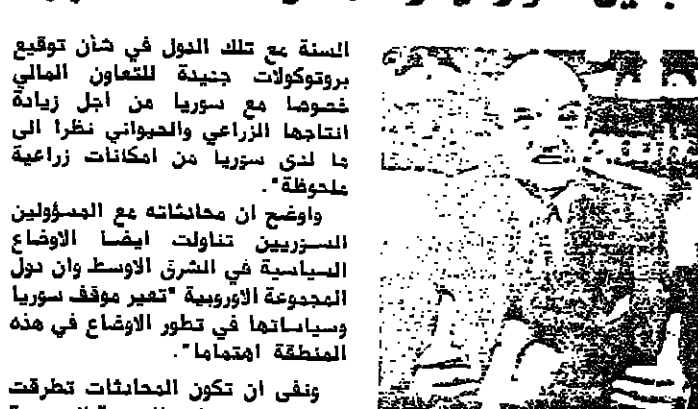 السنة مع تلك الدول في شأن توقيع
بروتوكولات جديدة للتعاون المالي
خصوصا مع سوريا من اجل زيادة
انتاجها الزراعي والحيواني نظرا الى
ما لدى سوريا من امكانات زراعية
ملحوظة".
واوضح ان محادثاته مع المسؤولين
السوريين تناولت ايضا الاوضاع
السياسية في الشرق الاوسط وان دول
المجموعة الاوروبية "تعير موقف سوريا
وسياساتها في تطور الاوضاع في هذه
المنطقة اهتماما".
ونفى ان تكون المحادثات تطرقت